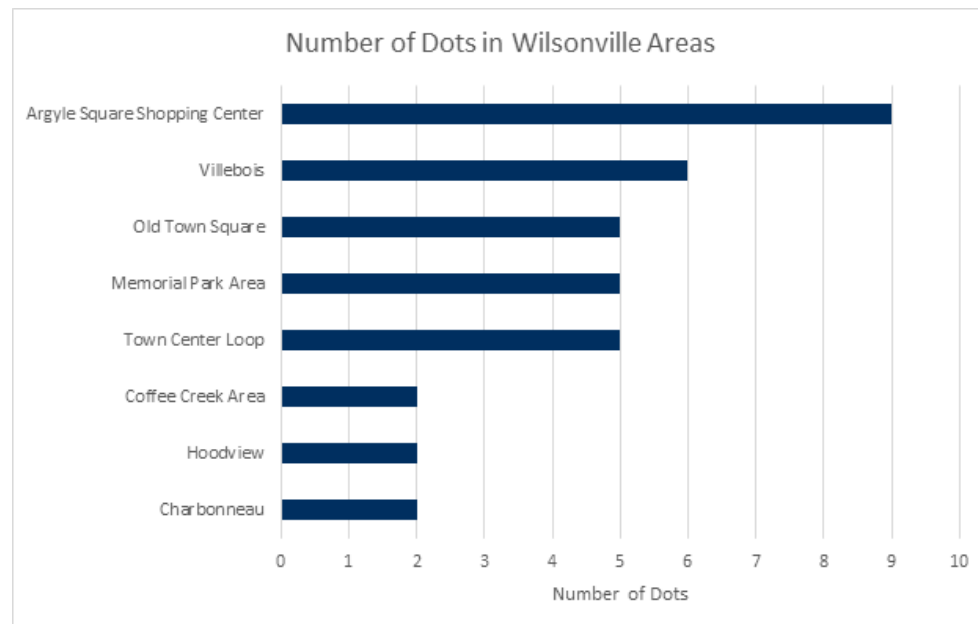 Number of Dots in Wilsonville Areas
Argyle Square Shopping Center
Villebois
Old Town Square
Memorial Park Area
Town Center Loop
Coffee Creek Area
Hoodview
Charbonneau
0 1 2 3 4 5 6 7 8 9 10
Number of Dots